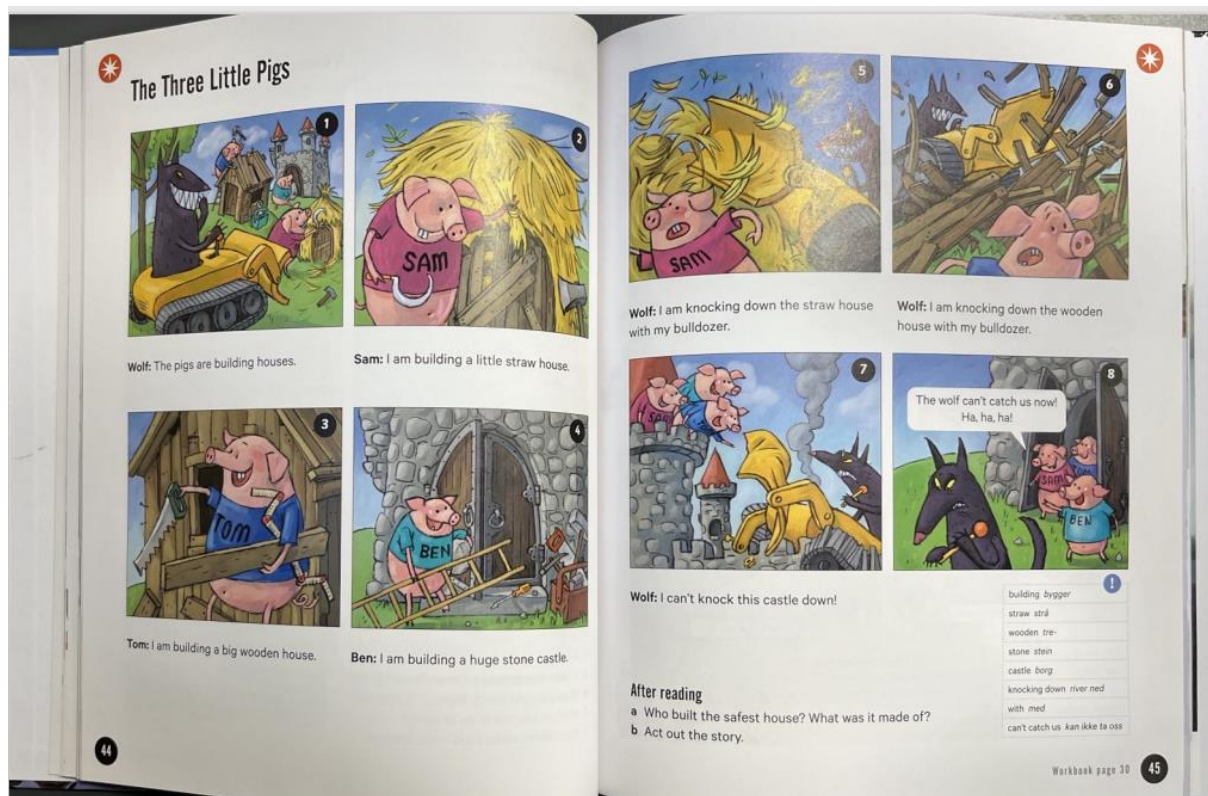 The Three Little Pigs
1
2
SAM
Wolf: The pigs are building houses.
Sam: I am building a little straw house.
3
TOM
4
BEN
Tom: I am building a big wooden house.
Ben: I am building a huge stone castle.
44
5
SAM
6
Wolf: I am knocking down the straw house
with my bulldozer.
Wolf: I am knocking down the wooden
house with my bulldozer.
7
SAM
8
The wolf can't catch us now!
Ha, ha, ha!
SAM
BEN
Wolf: I can't knock this castle down!
!
building bygger
straw strå
wooden tre-
stone stein
castle borg
knocking down river ned
with med
can't catch us kan ikke ta oss
After reading
a Who built the safest house? What was it made of?
b Act out the story.
Workbook page 30 45